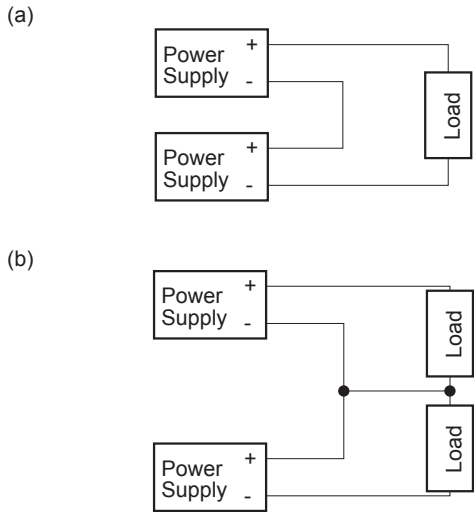 (a)
Power
Supply
+
-
Power
Supply
+
-
Load
(b)
Power
Supply
+
-
Load
Power
Supply
+
-
Load